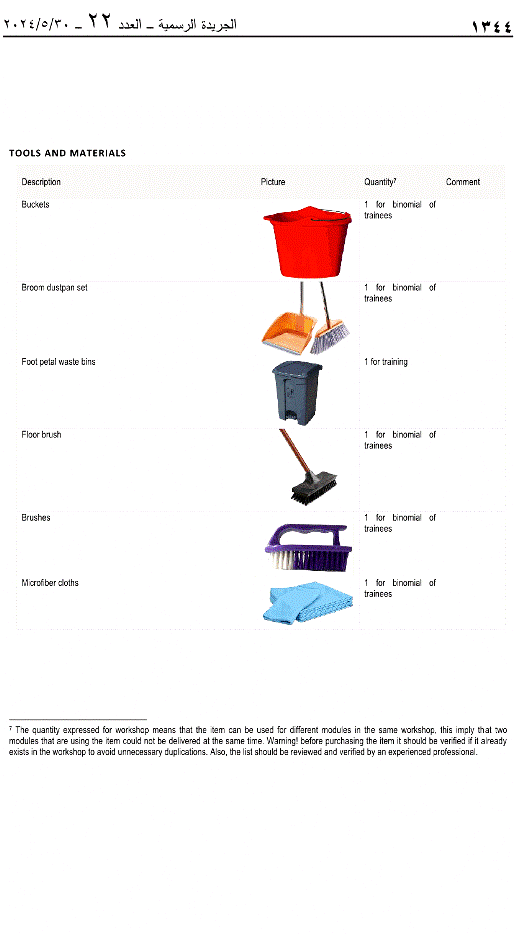 ١٣٤٤ الجريدة الرسمية ــ العدد ٢٢ ــ ٢٠٢٤/٥/٣٠
TOOLS AND MATERIALS
Description Picture Quantity⁷ Comment
Buckets 1 for binomial of
trainees
Broom dustpan set 1 for binomial of
trainees
Foot petal waste bins 1 for training
Floor brush 1 for binomial of
trainees
Brushes 1 for binomial of
trainees
Microfiber cloths 1 for binomial of
trainees
⁷ The quantity expressed for workshop means that the item can be used for different modules in the same workshop, this imply that two
modules that are using the item could not be delivered at the same time. Warning! before purchasing the item it should be verified if it already
exists in the workshop to avoid unnecessary duplications. Also, the list should be reviewed and verified by an experienced professional.